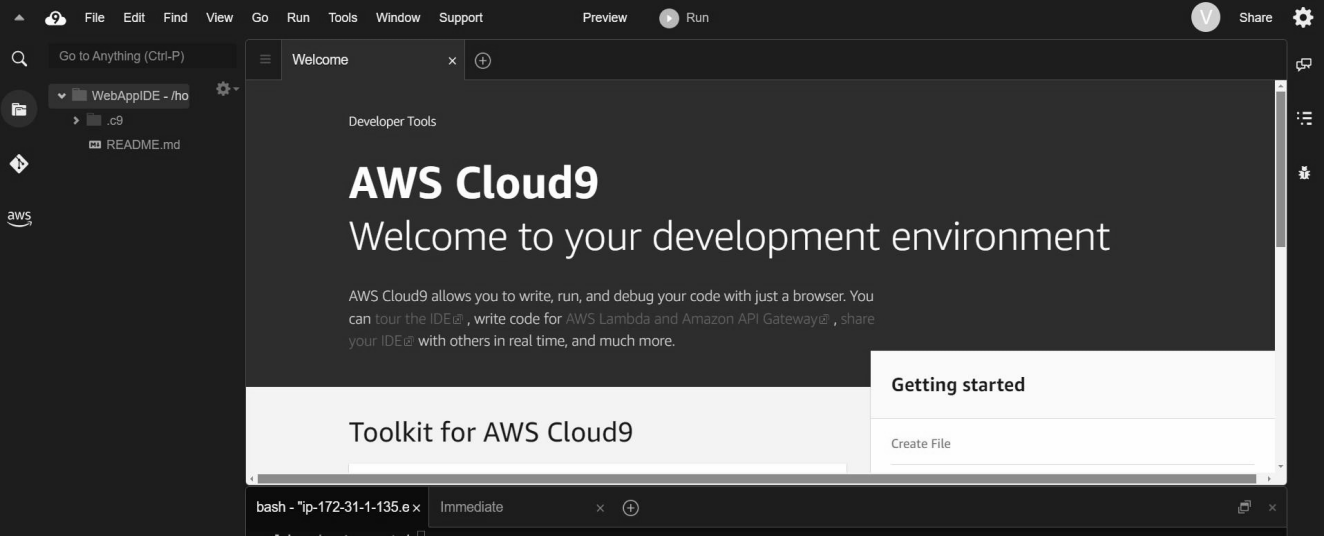 File Edit Find View Go Run Tools Window Support Preview Run V Share
Go to Anything (Ctrl-P)
Welcome
WebAppIDE - /ho
.c9
README.md
aws
Developer Tools
AWS Cloud9
Welcome to your development environment
AWS Cloud9 allows you to write, run, and debug your code with just a browser. You
can tour the IDE , write code for AWS Lambda and Amazon API Gateway , share
your IDE with others in real time, and much more.
Getting started
Create File
Toolkit for AWS Cloud9
bash - "ip-172-31-1-135.e Immediate